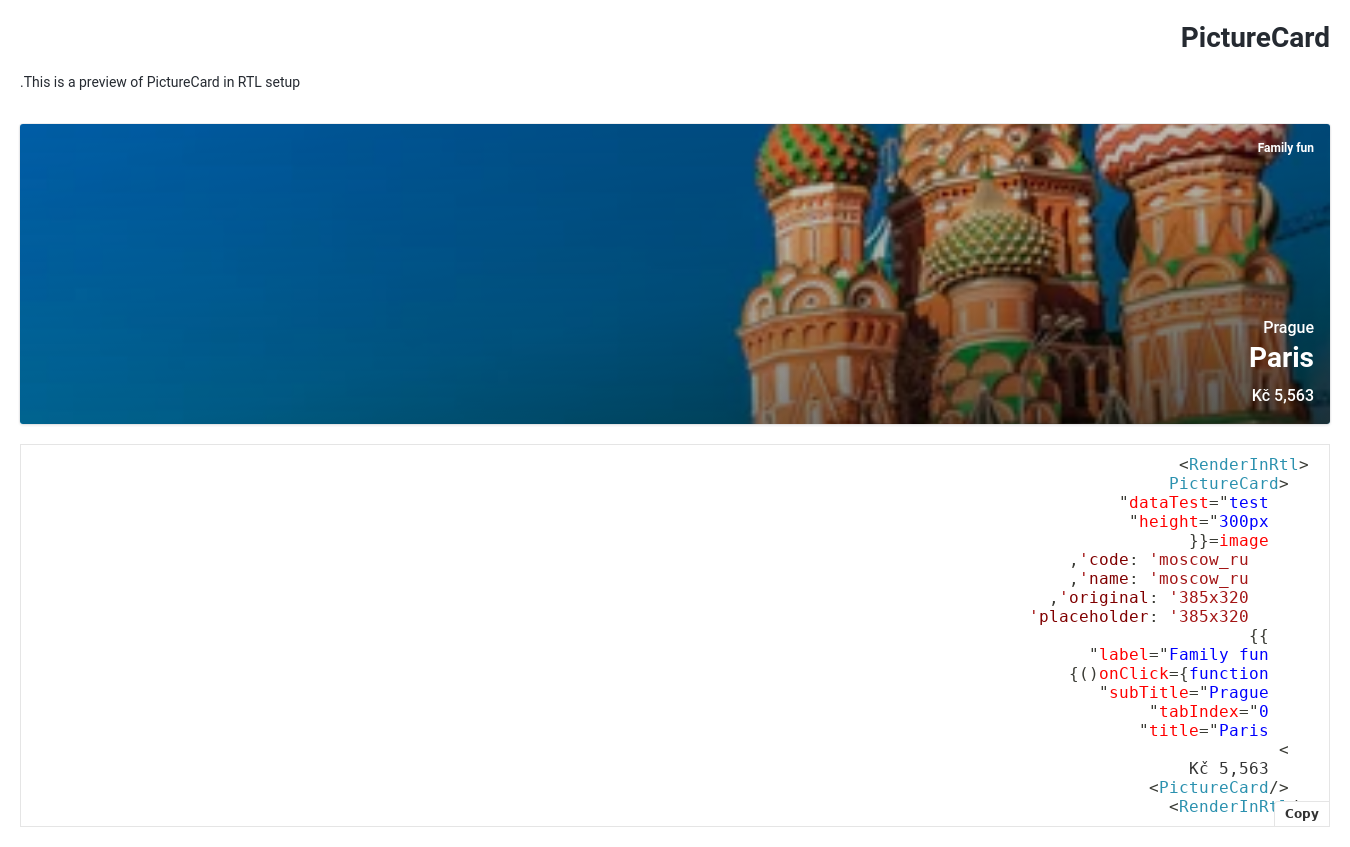 PictureCard
.This is a preview of PictureCard in RTL setup
Family fun
Prague
Paris
Kč 5,563
<RenderInRtl>
PictureCard>
"dataTest="test
"height="300px
}}=image
,'code: 'moscow_ru
,'name: 'moscow_ru
,'original: '385x320
'placeholder: '385x320
{{
"label="Family fun
{()onClick={function
"subTitle="Prague
"tabIndex="0
"title="Paris
<
Kč 5,563
<PictureCard/>
<RenderInRtl/>
Copy